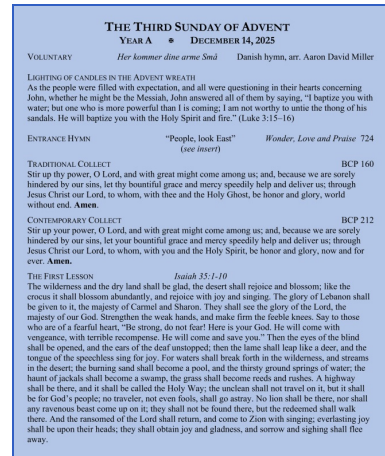 THE THIRD SUNDAY OF ADVENT
YEAR A ✠ DECEMBER 14, 2025
VOLUNTARY Her kommer dine arme Små Danish hymn, arr. Aaron David Miller
LIGHTING OF CANDLES IN THE ADVENT WREATH
As the people were filled with expectation, and all were questioning in their hearts concerning
John, whether he might be the Messiah, John answered all of them by saying, “I baptize you with
water; but one who is more powerful than I is coming; I am not worthy to untie the thong of his
sandals. He will baptize you with the Holy Spirit and fire.” (Luke 3:15–16)
ENTRANCE HYMN “People, look East” Wonder, Love and Praise 724
(see insert)
TRADITIONAL COLLECT BCP 160
Stir up thy power, O Lord, and with great might come among us; and, because we are sorely
hindered by our sins, let thy bountiful grace and mercy speedily help and deliver us; through
Jesus Christ our Lord, to whom, with thee and the Holy Ghost, be honor and glory, world
without end. Amen.
CONTEMPORARY COLLECT BCP 212
Stir up your power, O Lord, and with great might come among us; and, because we are sorely
hindered by our sins, let your bountiful grace and mercy speedily help and deliver us; through
Jesus Christ our Lord, to whom, with you and the Holy Spirit, be honor and glory, now and for
ever. Amen.
THE FIRST LESSON Isaiah 35:1-10
The wilderness and the dry land shall be glad, the desert shall rejoice and blossom; like the
crocus it shall blossom abundantly, and rejoice with joy and singing. The glory of Lebanon shall
be given to it, the majesty of Carmel and Sharon. They shall see the glory of the Lord, the
majesty of our God. Strengthen the weak hands, and make firm the feeble knees. Say to those
who are of a fearful heart, “Be strong, do not fear! Here is your God. He will come with
vengeance, with terrible recompense. He will come and save you.” Then the eyes of the blind
shall be opened, and the ears of the deaf unstopped; then the lame shall leap like a deer, and the
tongue of the speechless sing for joy. For waters shall break forth in the wilderness, and streams
in the desert; the burning sand shall become a pool, and the thirsty ground springs of water; the
haunt of jackals shall become a swamp, the grass shall become reeds and rushes. A highway
shall be there, and it shall be called the Holy Way; the unclean shall not travel on it, but it shall
be for God’s people; no traveler, not even fools, shall go astray. No lion shall be there, nor shall
any ravenous beast come up on it; they shall not be found there, but the redeemed shall walk
there. And the ransomed of the Lord shall return, and come to Zion with singing; everlasting joy
shall be upon their heads; they shall obtain joy and gladness, and sorrow and sighing shall flee
away.